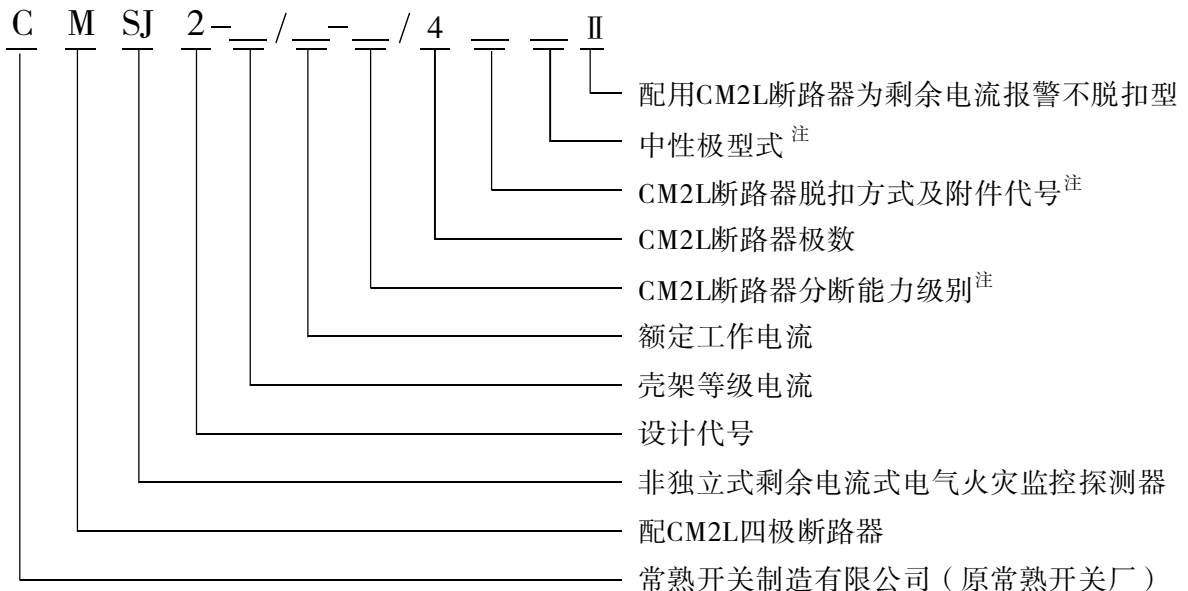 C M SJ 2-__/__-__/4 __ __ Ⅱ
配用CM2L断路器为剩余电流报警不脱扣型
中性极型式注
CM2L断路器脱扣方式及附件代号注
CM2L断路器极数
CM2L断路器分断能力级别注
额定工作电流
壳架等级电流
设计代号
非独立式剩余电流式电气火灾监控探测器
配CM2L四极断路器
常熟开关制造有限公司（原常熟开关厂）